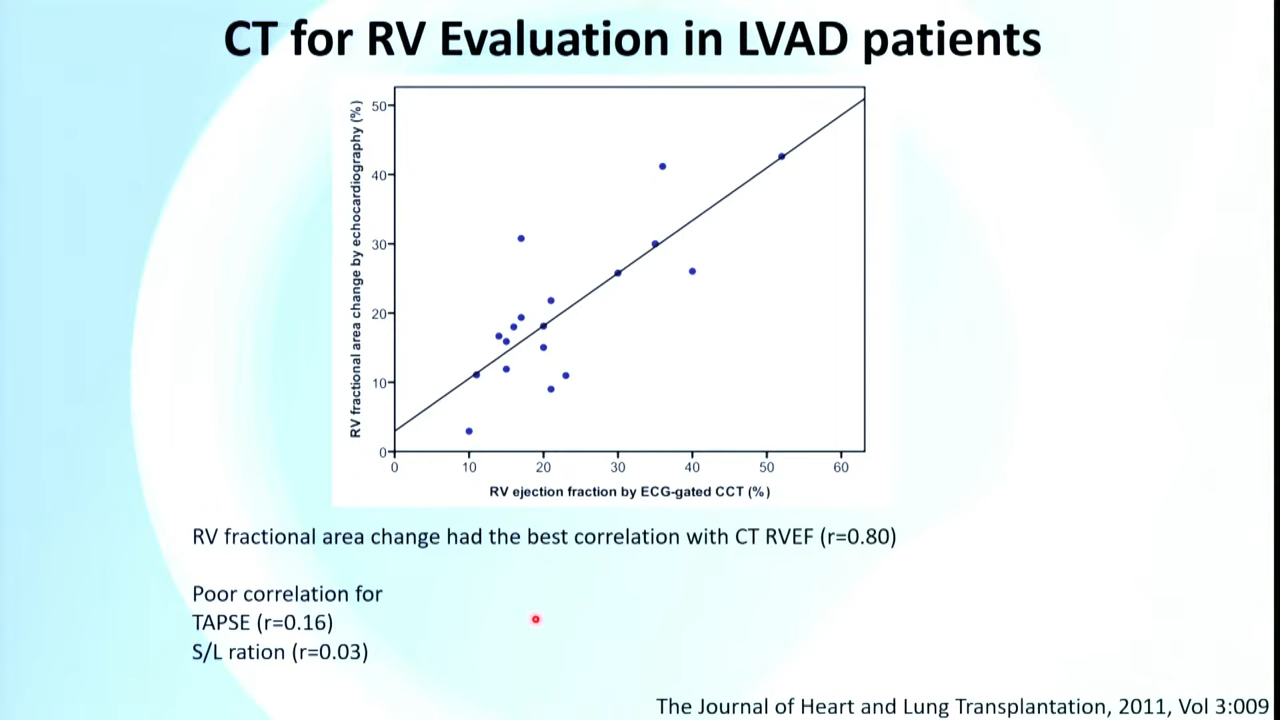 CT for RV Evaluation in LVAD patients
RV fractional area change by echocardiography (%)
50
40
30
20
10
0
0 10 20 30 40 50 60
RV ejection fraction by ECG-gated CCT (%)
RV fractional area change had the best correlation with CT RVEF (r=0.80)
Poor correlation for
TAPSE (r=0.16)
S/L ration (r=0.03)
The Journal of Heart and Lung Transplantation, 2011, Vol 3:009